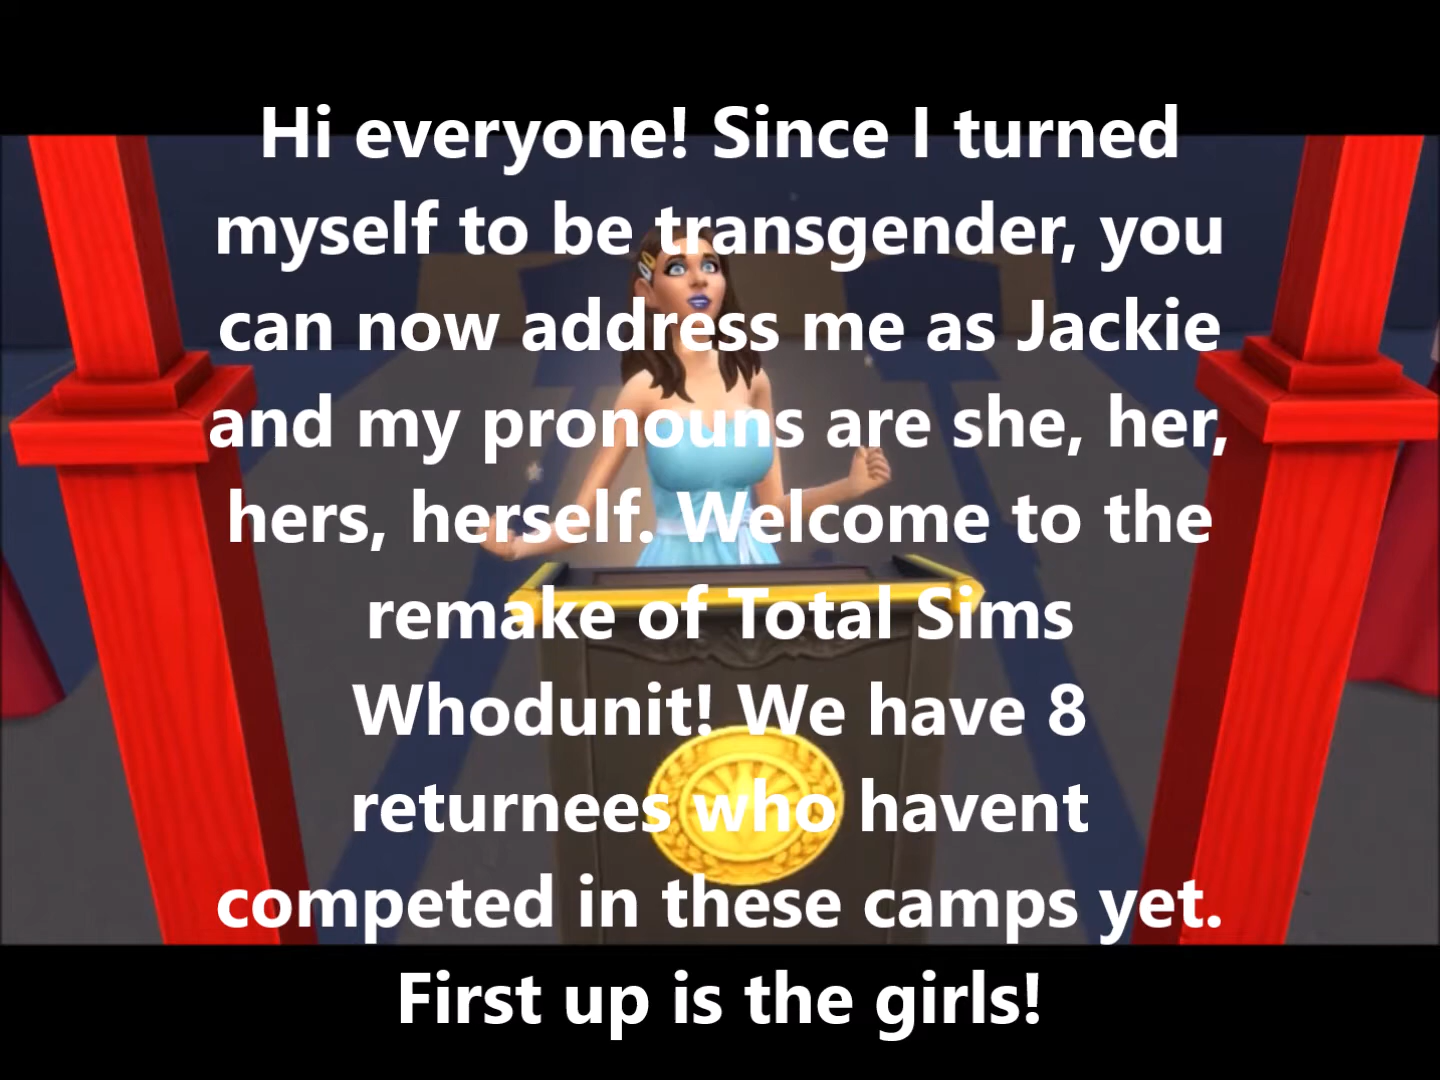 Hi everyone! Since I turned
myself to be transgender, you
can now address me as Jackie
and my pronouns are she, her,
hers, herself. Welcome to the
remake of Total Sims
Whodunit! We have 8
returnees who havent
competed in these camps yet.
First up is the girls!